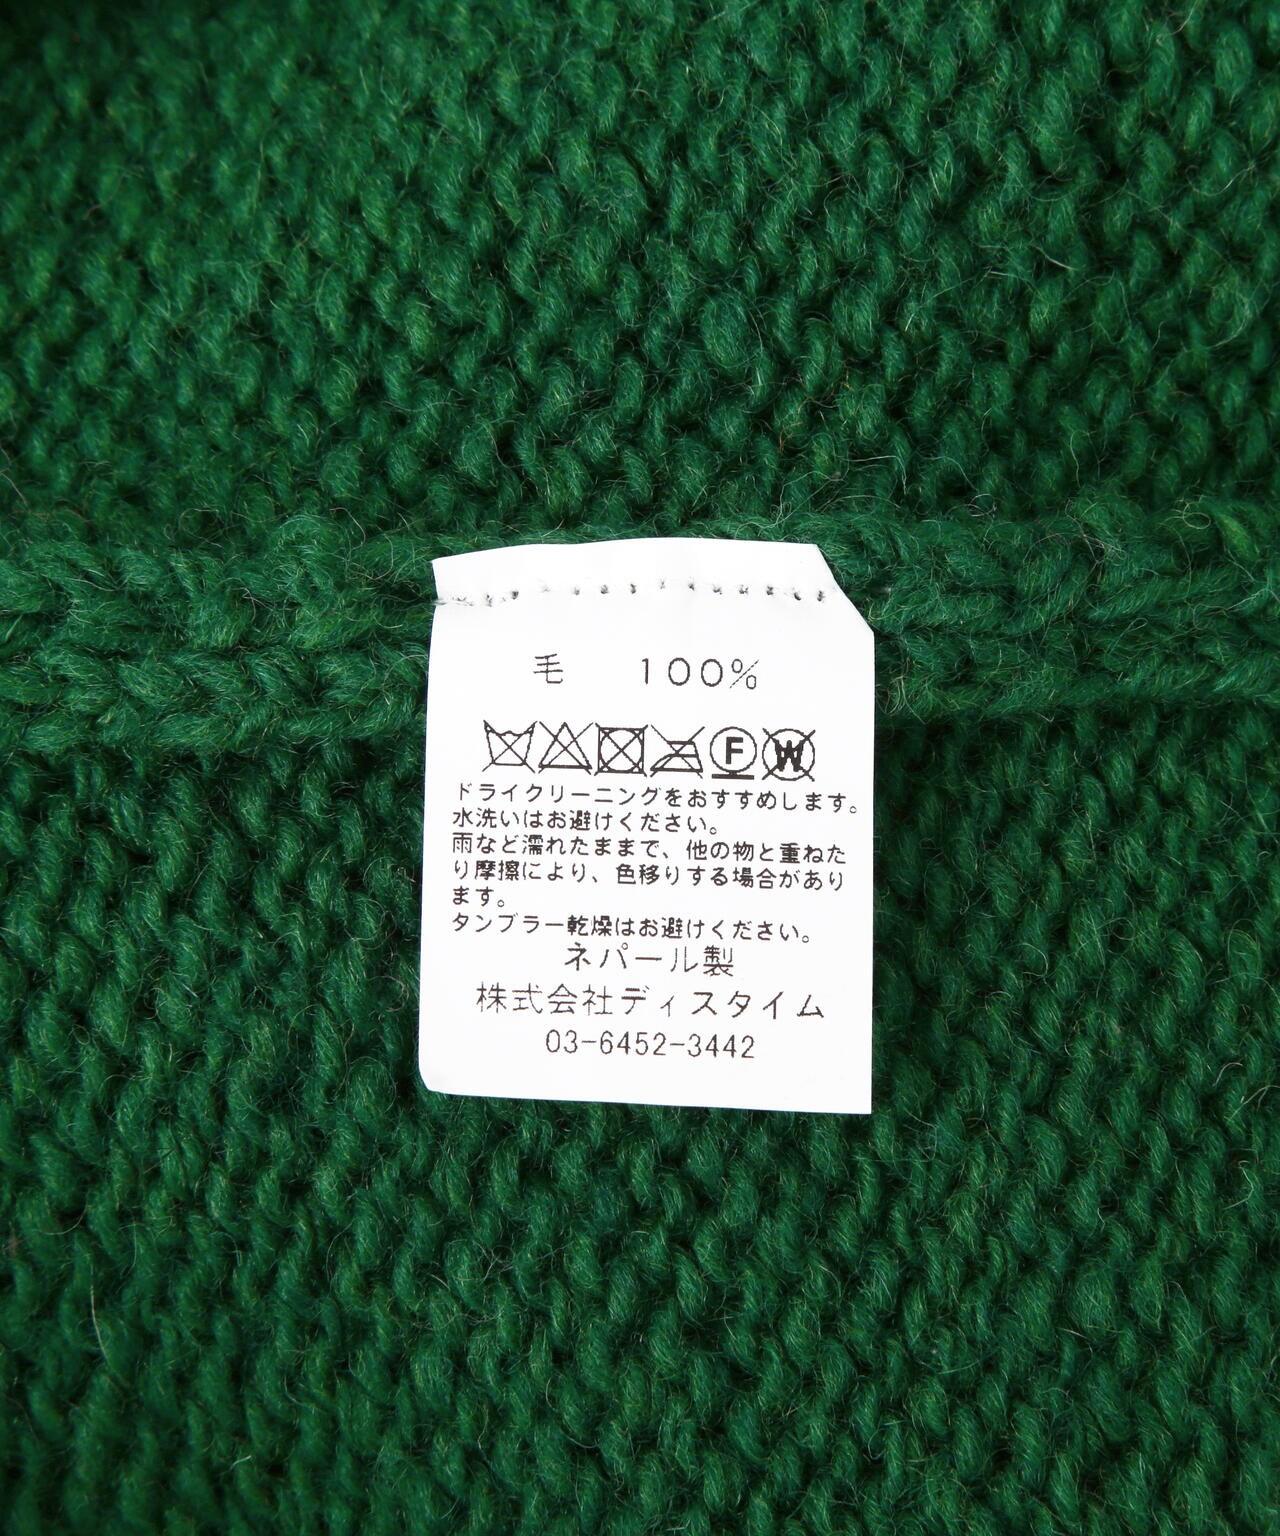 毛 100%
F W
ドライクリーニングをおすすめします。
水洗いはお避けください。
雨など濡れたままで、他の物と重ねた
り摩擦により、色移りする場合があり
ます。
タンブラー乾燥はお避けください。
ネパール製
株式会社ディスタイム
03-6452-3442